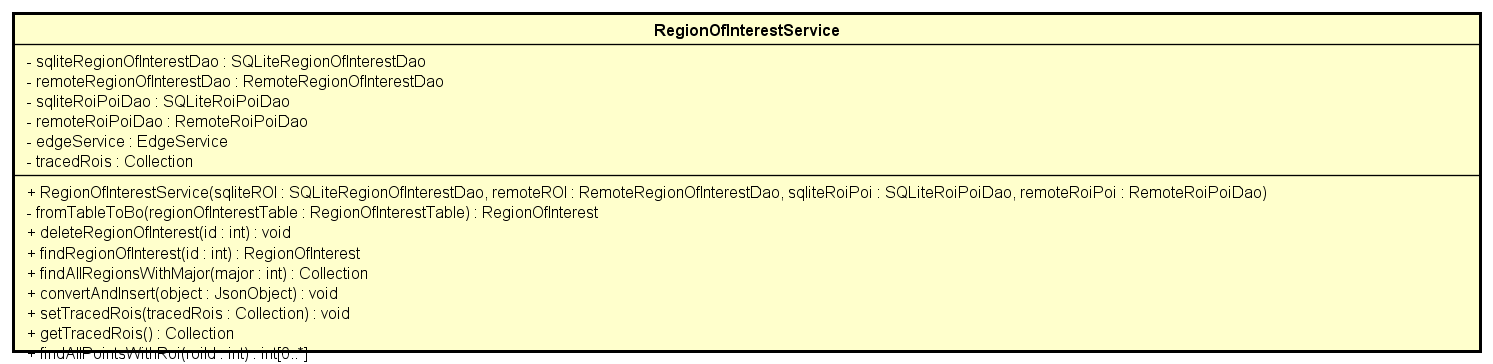 RegionOfInterestService
- sqliteRegionOfInterestDao : SQLiteRegionOfInterestDao
- remoteRegionOfInterestDao : RemoteRegionOfInterestDao
- sqliteRoiPoiDao : SQLiteRoiPoiDao
- remoteRoiPoiDao : RemoteRoiPoiDao
- edgeService : EdgeService
- tracedRois : Collection
+ RegionOfInterestService(sqliteROI : SQLiteRegionOfInterestDao, remoteROI : RemoteRegionOfInterestDao, sqliteRoiPoi : SQLiteRoiPoiDao, remoteRoiPoi : RemoteRoiPoiDao)
- fromTableToBo(regionOfInterestTable : RegionOfInterestTable) : RegionOfInterest
+ deleteRegionOfInterest(id : int) : void
+ findRegionOfInterest(id : int) : RegionOfInterest
+ findAllRegionsWithMajor(major : int) : Collection
+ convertAndInsert(object : JsonObject) : void
+ setTracedRois(tracedRois : Collection) : void
+ getTracedRois() : Collection
+ findAllPointsWithRoi(roiId : int) : int[0..*]